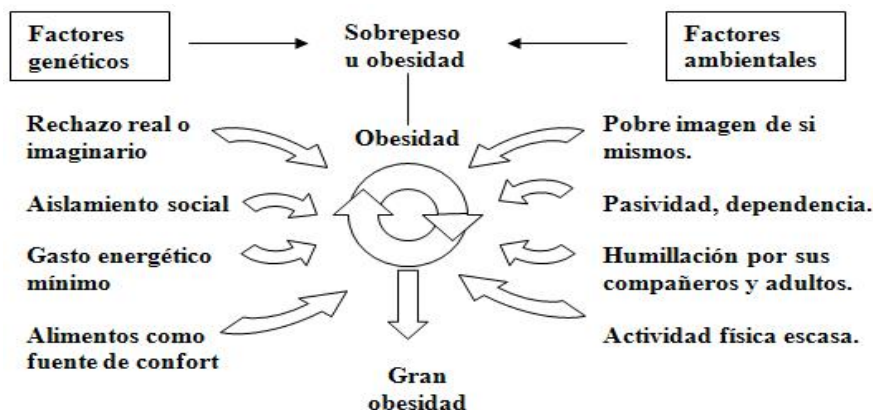 Factores
genéticos
Sobrepeso
u obesidad
Factores
ambientales
Rechazo real o
imaginario
Obesidad
Pobre imagen de si
mismos.
Aislamiento social
Pasividad, dependencia.
Gasto energético
mínimo
Humillación por sus
compañeros y adultos.
Alimentos como
fuente de confort
Actividad física escasa.
Gran
obesidad